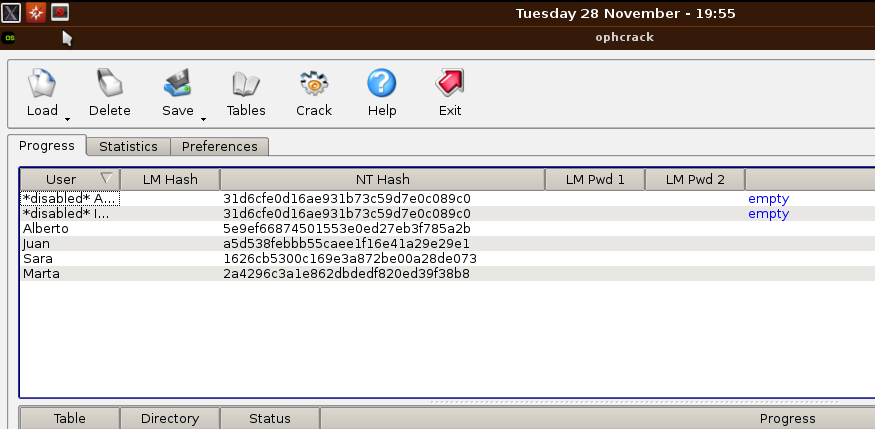 Tuesday 28 November - 19:55
os
ophcrack
Load Delete Save Tables Crack Help Exit
Progress Statistics Preferences
User LM Hash NT Hash LM Pwd 1 LM Pwd 2
*disabled* A... 31d6cfe0d16ae931b73c59d7e0c089c0 empty
*disabled* I... 31d6cfe0d16ae931b73c59d7e0c089c0 empty
Alberto 5e9ef66874501553e0ed27eb3f785a2b
Juan a5d538febbb55caee1f16e41a29e29e1
Sara 1626cb5300c169e3a872be00a28de073
Marta 2a4296c3a1e862dbdedf820ed39f38b8
Table Directory Status Progress